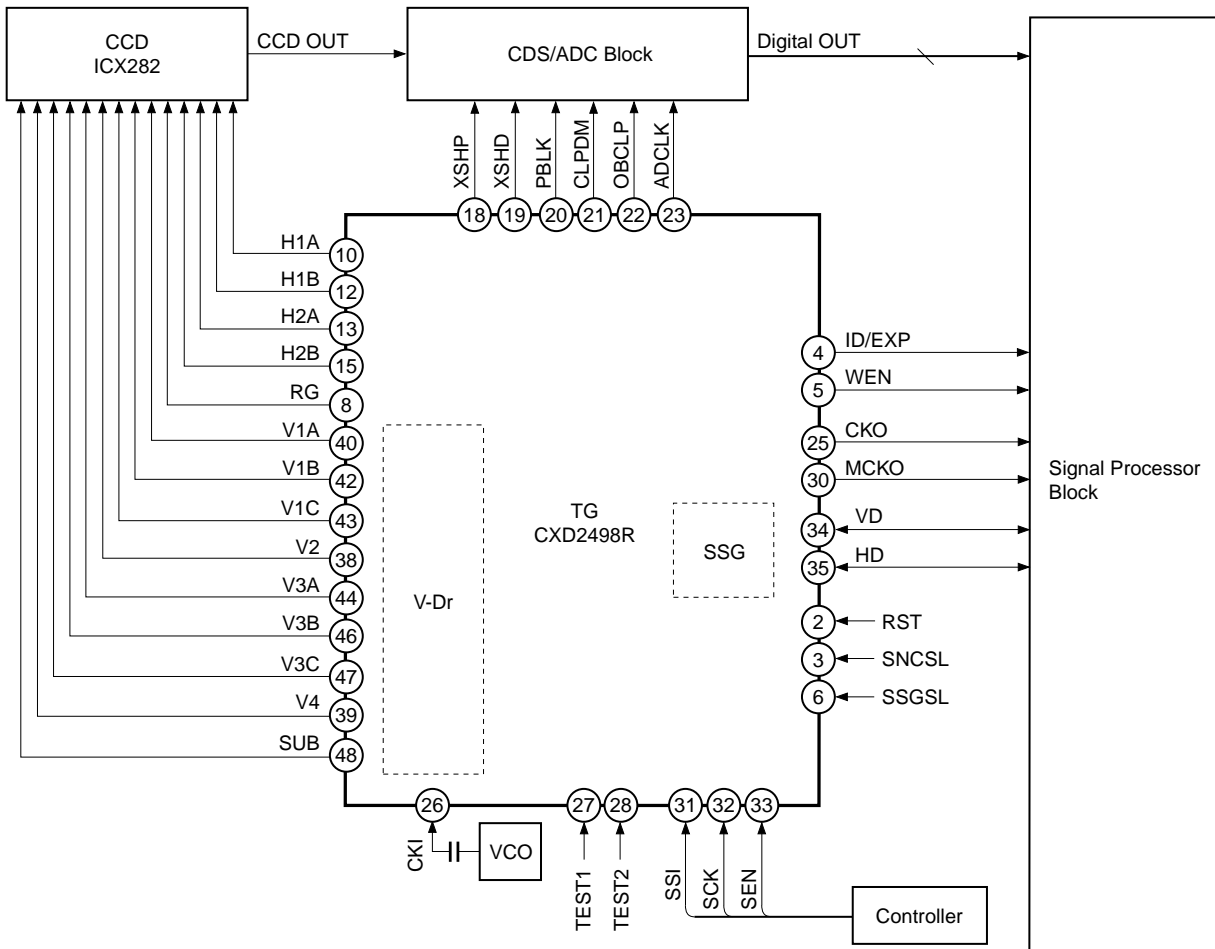 CCD
ICX282
CCD OUT
CDS/ADC Block
Digital OUT
XSHP
XSHD
PBLK
CLPDM
OBCLP
ADCLK
18
19
20
21
22
23
H1A
10
H1B
12
H2A
13
H2B
15
RG
8
V1A
40
V1B
42
V1C
43
V2
38
V3A
44
V3B
46
V3C
47
V4
39
SUB
48
V-Dr
TG
CXD2498R
SSG
4
ID/EXP
5
WEN
25
CKO
30
MCKO
34
VD
35
HD
2
RST
3
SNCSL
6
SSGSL
Signal Processor
Block
26
27
28
31
32
33
CKI
VCO
TEST1
TEST2
SSI
SCK
SEN
Controller